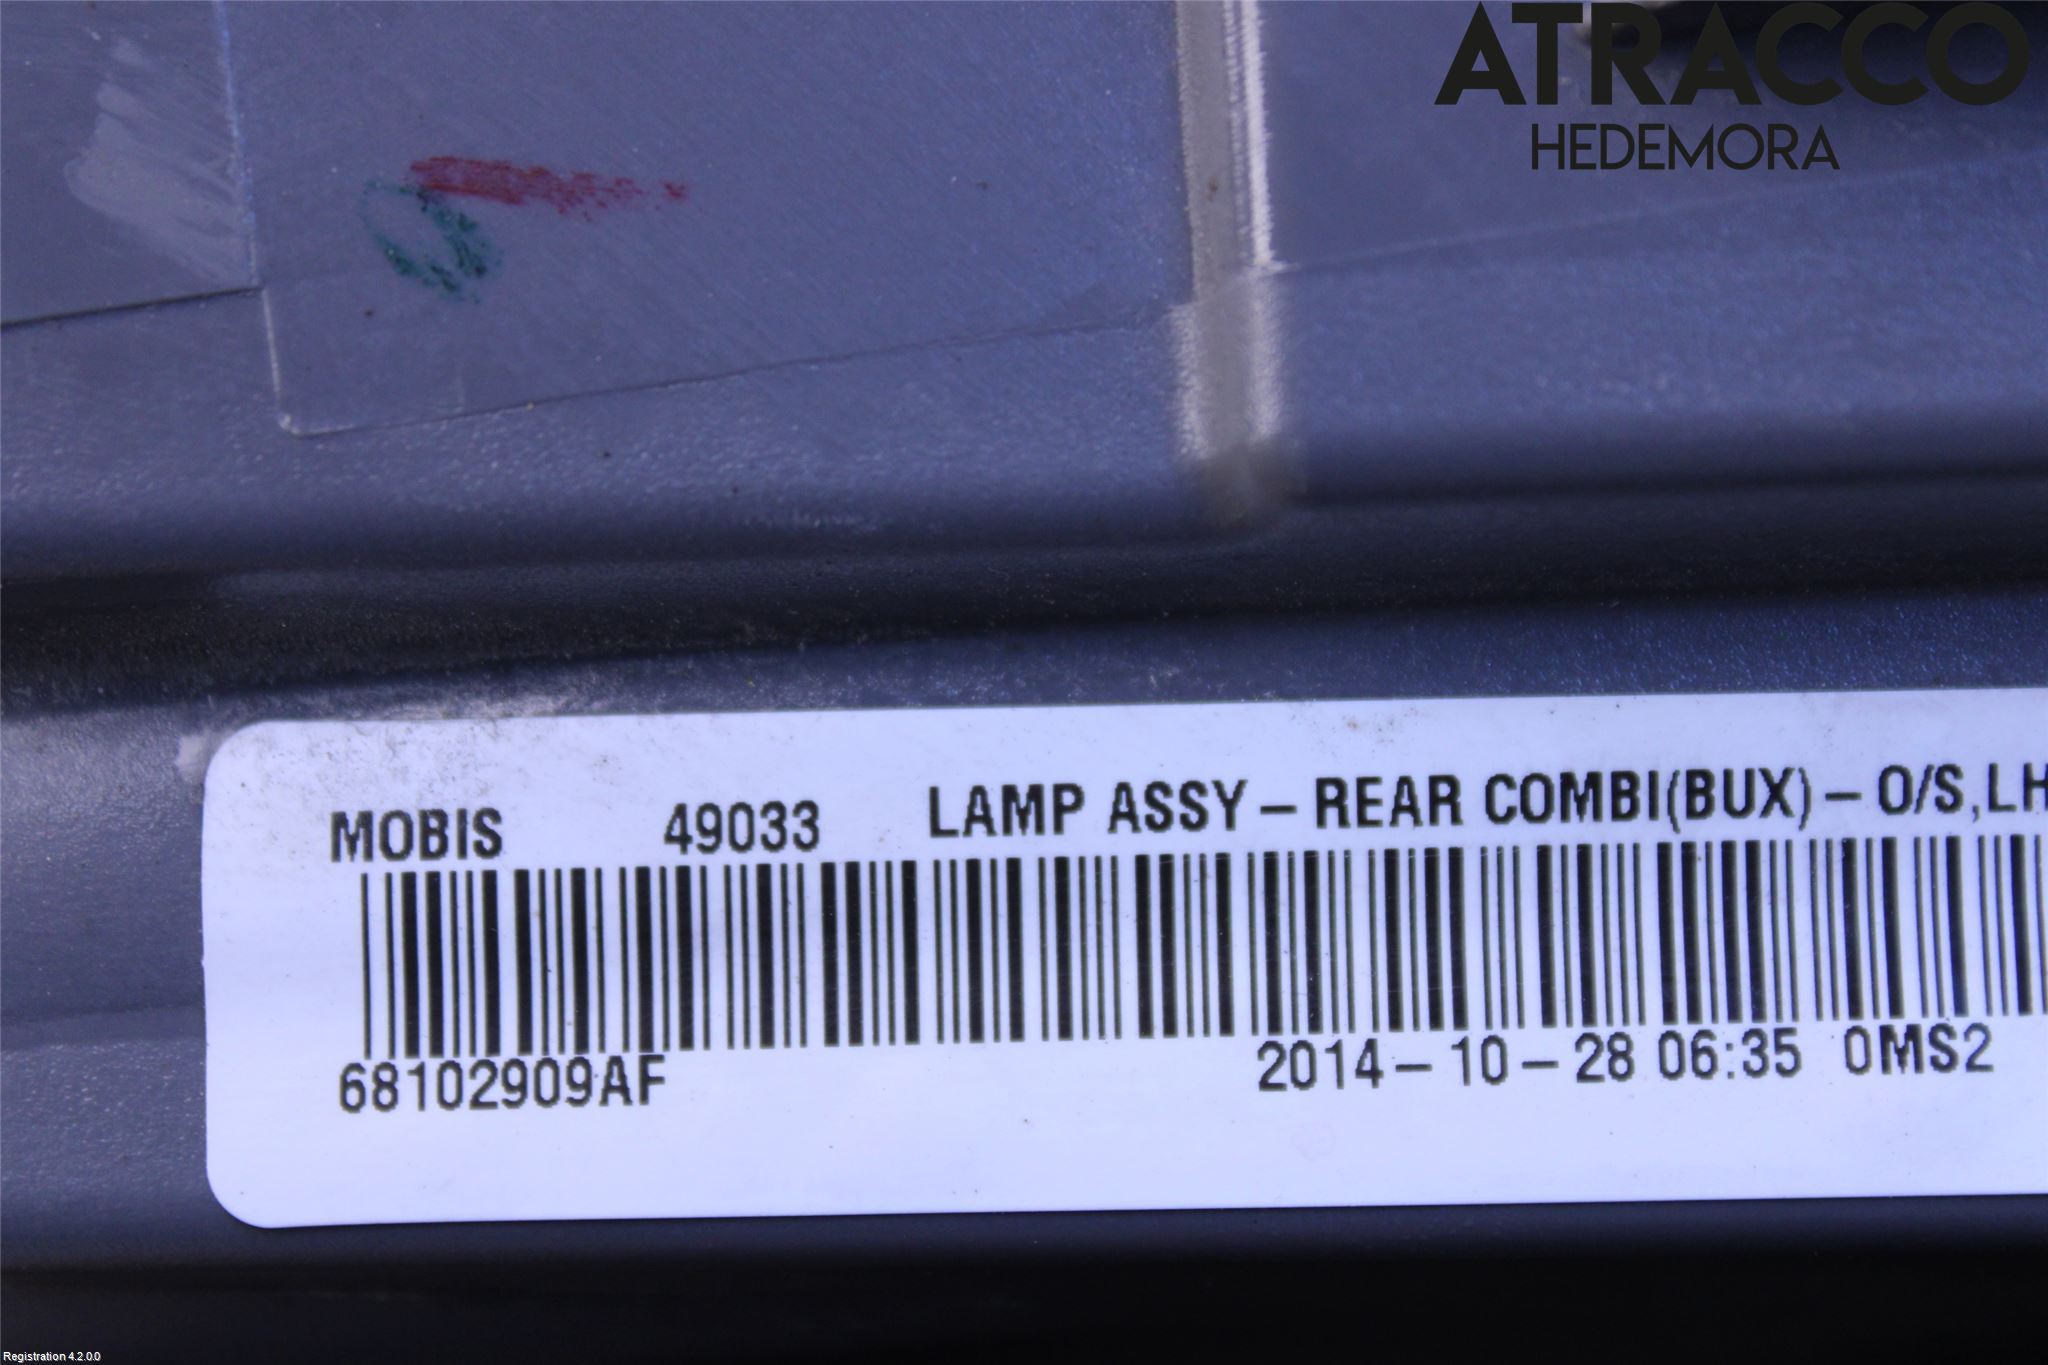 ATRACCO
HEDEMORA
MOBIS 49033 LAMP ASSY – REAR COMBI(BUX) – O/S,LH
68102909AF 2014 – 10 – 28 06:35 0MS2
Registration 4.2.0.0